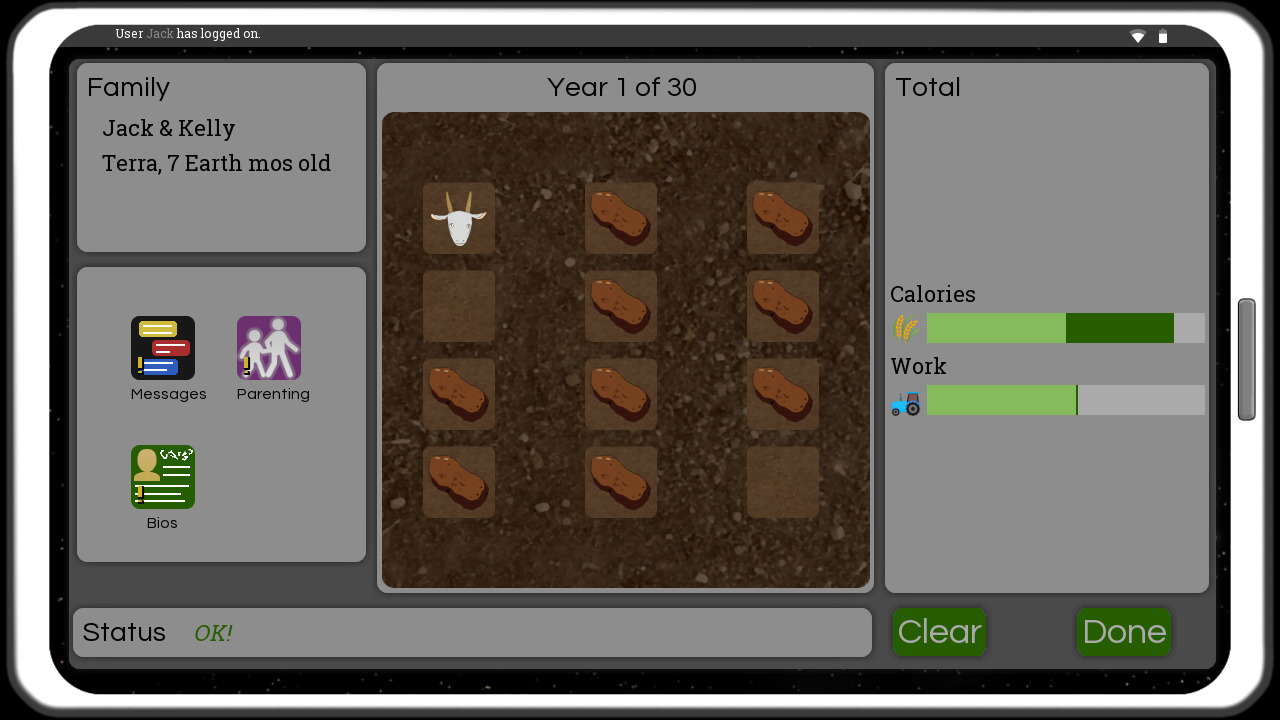 User Jack has logged on.
Family
Jack & Kelly
Terra, 7 Earth mos old
Messages
Parenting
Bios
Year 1 of 30
Total
Calories
Work
Status
OK!
Clear
Done